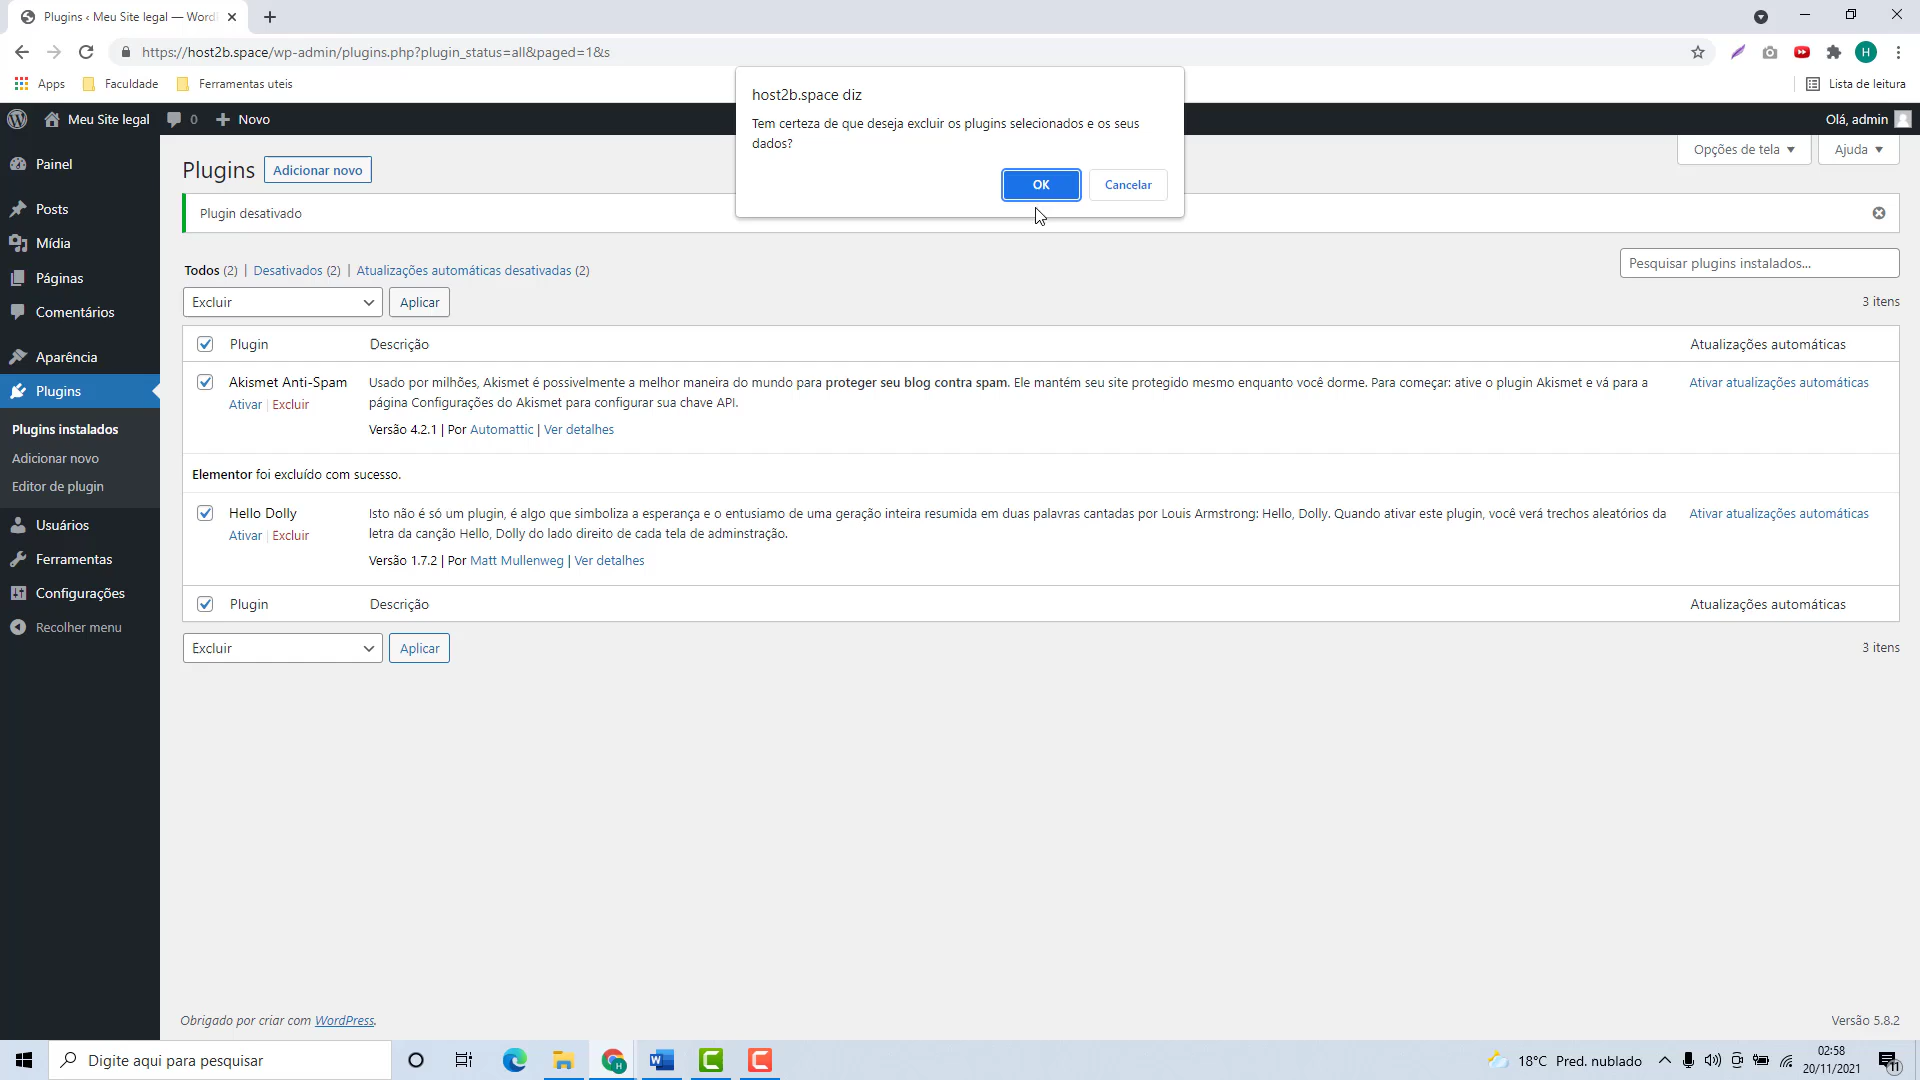 Plugins ‹ Meu Site legal — Word
https://host2b.space/wp-admin/plugins.php?plugin_status=all&paged=1&s
H
Apps
Faculdade
Ferramentas uteis
Lista de leitura
host2b.space diz
Tem certeza de que deseja excluir os plugins selecionados e os seus
dados?
OK
Cancelar
Meu Site legal
0
Novo
Olá, admin
Painel
Posts
Mídia
Páginas
Comentários
Aparência
Plugins
Plugins instalados
Adicionar novo
Editor de plugin
Usuários
Ferramentas
Configurações
Recolher menu
Plugins
Adicionar novo
Opções de tela
Ajuda
Plugin desativado
Todos (2) | Desativados (2) | Atualizações automáticas desativadas (2)
Pesquisar plugins instalados...
Excluir
Aplicar
3 itens
Plugin
Descrição
Atualizações automáticas
Akismet Anti-Spam
Ativar | Excluir
Usado por milhões, Akismet é possivelmente a melhor maneira do mundo para proteger seu blog contra spam. Ele mantém seu site protegido mesmo enquanto você dorme. Para começar: ative o plugin Akismet e vá para a
página Configurações do Akismet para configurar sua chave API.
Versão 4.2.1 | Por Automattic | Ver detalhes
Ativar atualizações automáticas
Elementor foi excluído com sucesso.
Hello Dolly
Ativar | Excluir
Isto não é só um plugin, é algo que simboliza a esperança e o entusiamo de uma geração inteira resumida em duas palavras cantadas por Louis Armstrong: Hello, Dolly. Quando ativar este plugin, você verá trechos aleatórios da
letra da canção Hello, Dolly do lado direito de cada tela de adminstração.
Versão 1.7.2 | Por Matt Mullenweg | Ver detalhes
Ativar atualizações automáticas
Plugin
Descrição
Atualizações automáticas
Excluir
Aplicar
3 itens
Obrigado por criar com WordPress.
Versão 5.8.2
Digite aqui para pesquisar
18°C Pred. nublado
02:58
20/11/2021
11